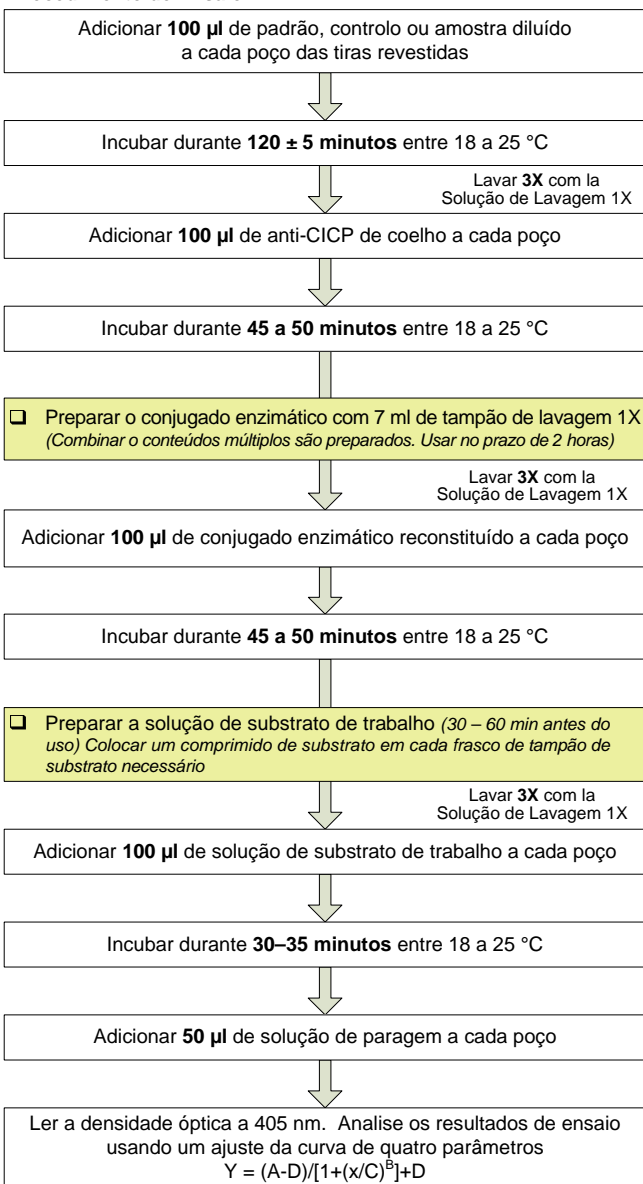 Adicionar 100 µl de padrão, controlo ou amostra diluído
a cada poço das tiras revestidas
Incubar durante 120 ± 5 minutos entre 18 a 25 °C
Lavar 3X com la
Solução de Lavagem 1X
Adicionar 100 µl de anti-CICP de coelho a cada poço
Incubar durante 45 a 50 minutos entre 18 a 25 °C
❑ Preparar o conjugado enzimático com 7 ml de tampão de lavagem 1X
(Combinar o conteúdos múltiplos são preparados. Usar no prazo de 2 horas)
Lavar 3X com la
Solução de Lavagem 1X
Adicionar 100 µl de conjugado enzimático reconstituído a cada poço
Incubar durante 45 a 50 minutos entre 18 a 25 °C
❑ Preparar a solução de substrato de trabalho (30 – 60 min antes do
uso) Colocar um comprimido de substrato em cada frasco de tampão de
substrato necessário
Lavar 3X com la
Solução de Lavagem 1X
Adicionar 100 µl de solução de substrato de trabalho a cada poço
Incubar durante 30–35 minutos entre 18 a 25 °C
Adicionar 50 µl de solução de paragem a cada poço
Ler a densidade óptica a 405 nm. Analise os resultados de ensaio
usando um ajuste da curva de quatro parâmetros
Y = (A-D)/[1+(x/C)^B]+D